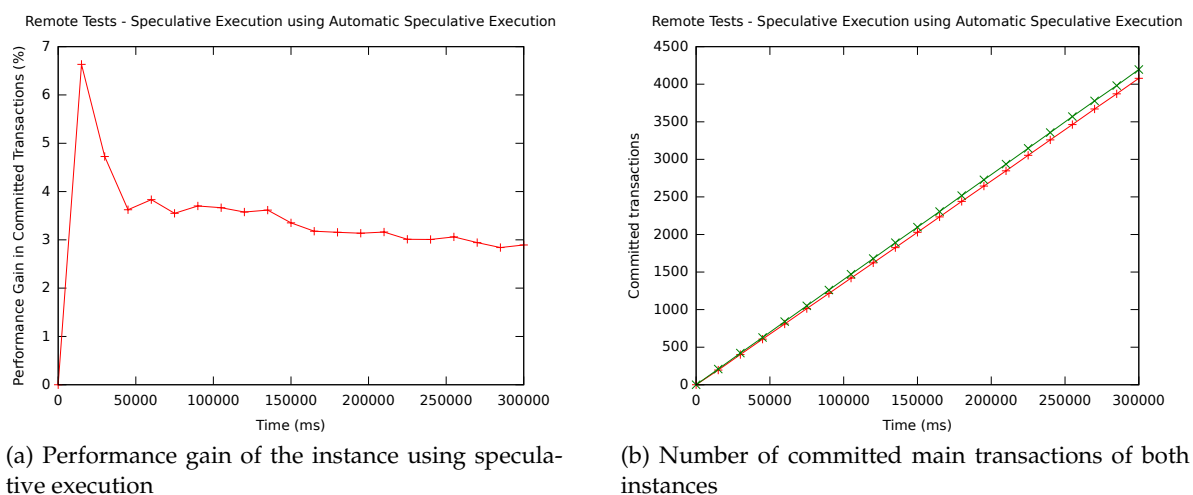 Remote Tests - Speculative Execution using Automatic Speculative Execution
Performance Gain in Committed Transactions (%)
7
6
5
4
3
2
1
0
0 50000 100000 150000 200000 250000 300000
Time (ms)
(a) Performance gain of the instance using specula-
tive execution
Remote Tests - Speculative Execution using Automatic Speculative Execution
Committed transactions
4500
4000
3500
3000
2500
2000
1500
1000
500
0
0 50000 100000 150000 200000 250000 300000
Time (ms)
(b) Number of committed main transactions of both
instances